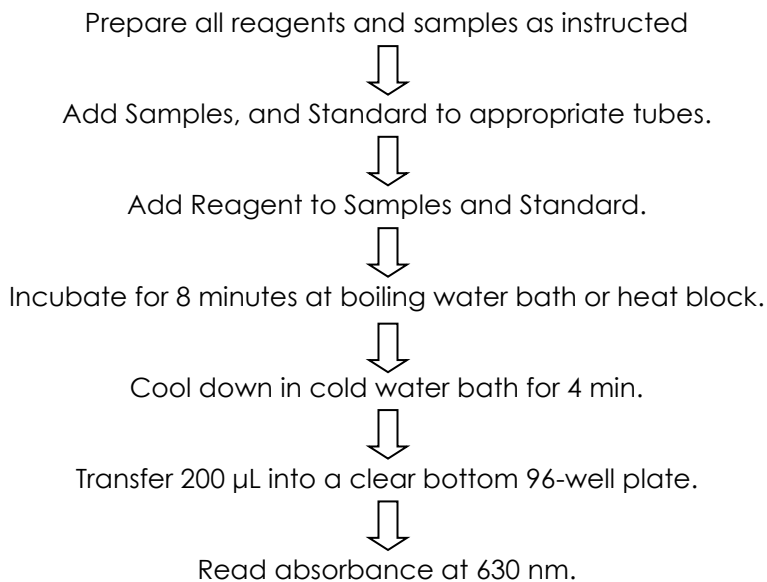 Prepare all reagents and samples as instructed
Add Samples, and Standard to appropriate tubes.
Add Reagent to Samples and Standard.
Incubate for 8 minutes at boiling water bath or heat block.
Cool down in cold water bath for 4 min.
Transfer 200 µL into a clear bottom 96-well plate.
Read absorbance at 630 nm.